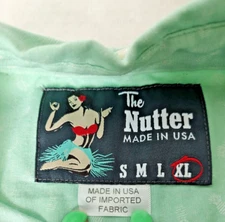 The
Nutter
MADE IN USA
S M L XL
MADE IN USA
OF IMPORTED
FABRIC